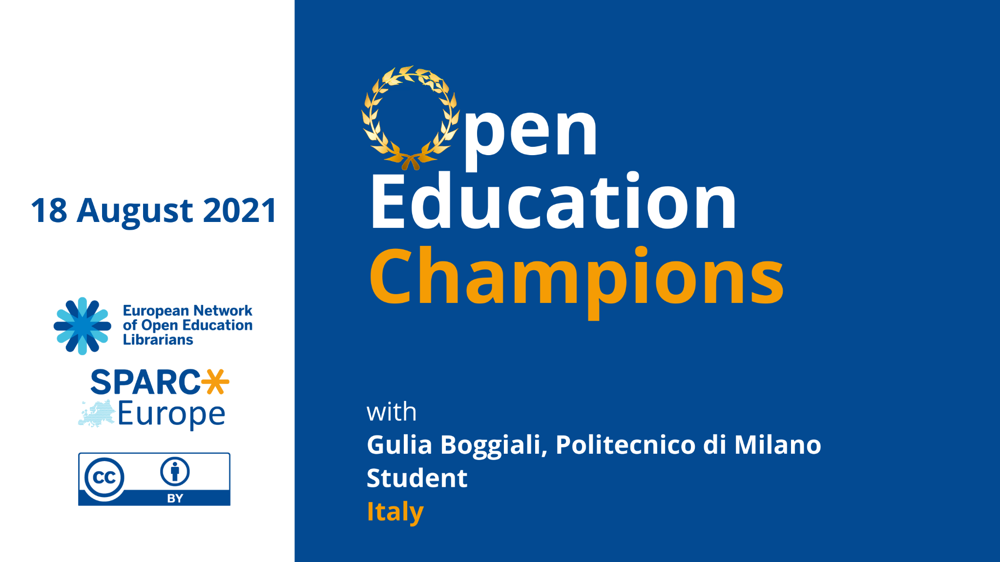 18 August 2021
European Network
of Open Education
Librarians
SPARC
Europe
CC
BY
Open
Education
Champions
with
Gulia Boggiali, Politecnico di Milano
Student
Italy